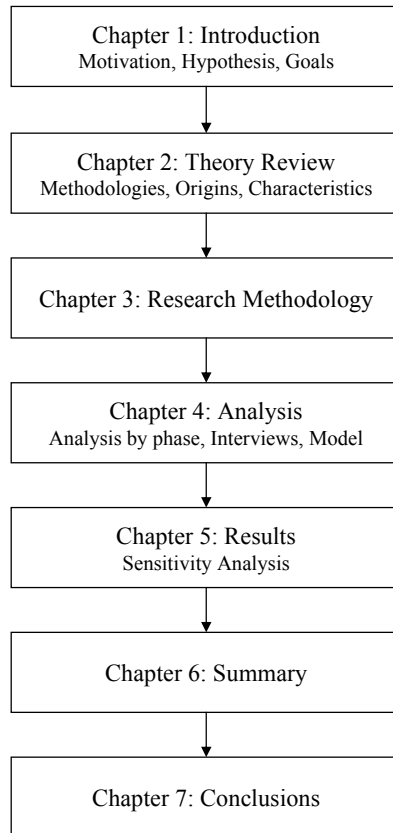 Chapter 1: Introduction
Motivation, Hypothesis, Goals
Chapter 2: Theory Review
Methodologies, Origins, Characteristics
Chapter 3: Research Methodology
Chapter 4: Analysis
Analysis by phase, Interviews, Model
Chapter 5: Results
Sensitivity Analysis
Chapter 6: Summary
Chapter 7: Conclusions